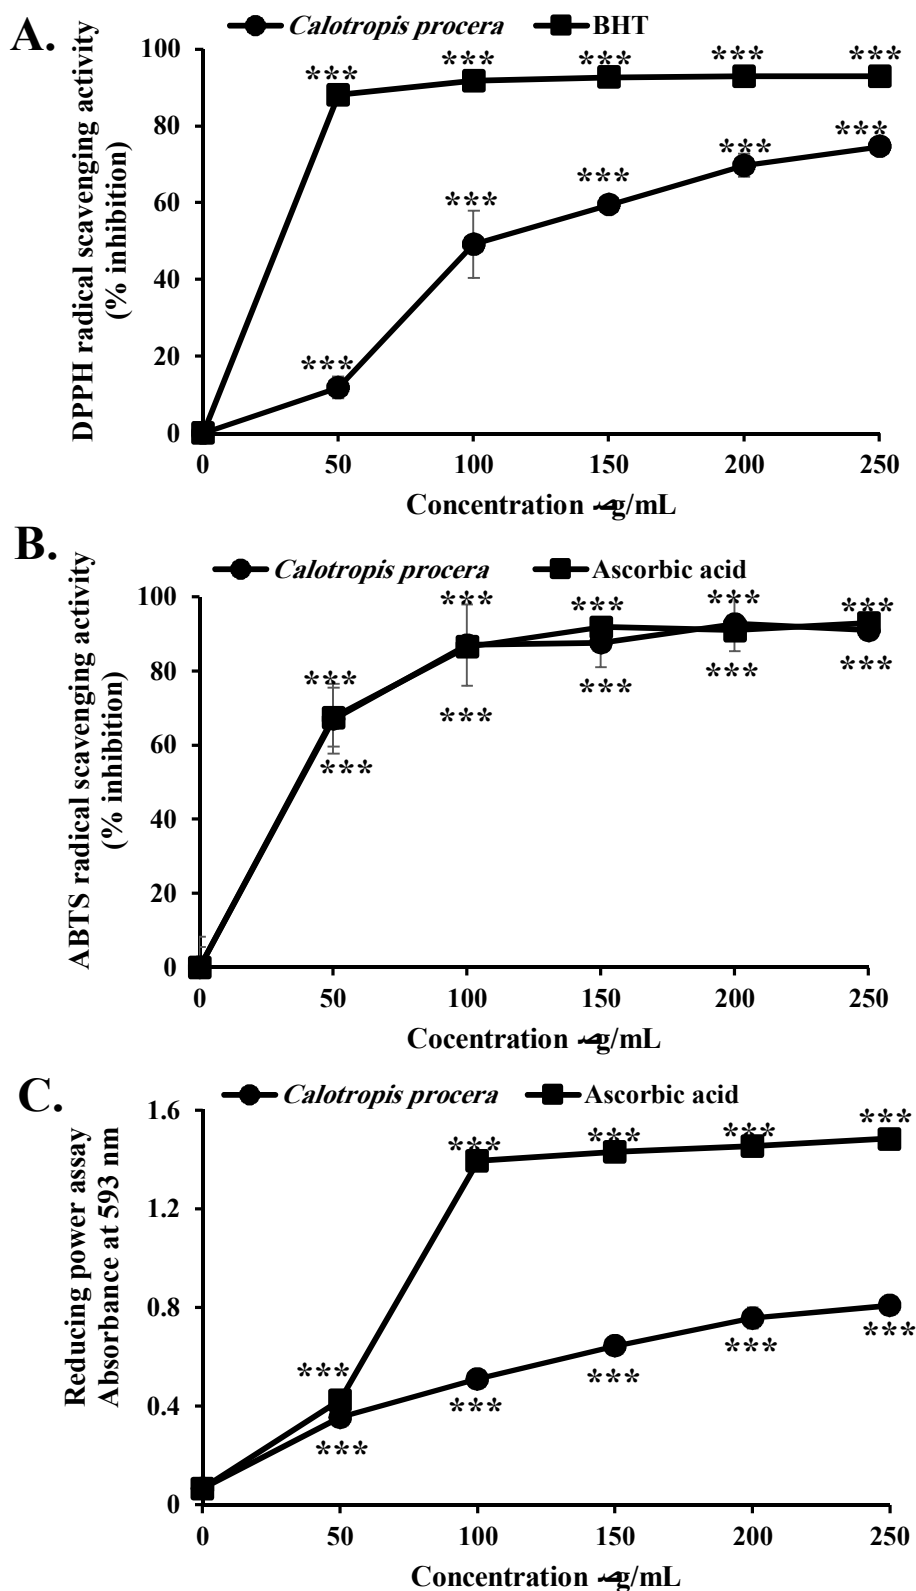 A.
Calotropis procera BHT
DPPH radical scavenging activity
(% inhibition)
100
80
60
40
20
0
*** *** *** *** ***
*** *** *** *** ***
0 50 100 150 200 250
Concentration g/mL
B.
Calotropis procera Ascorbic acid
ABTS radical scavenging activity
(% inhibition)
100
80
60
40
20
0
*** *** *** *** ***
*** *** *** *** ***
0 50 100 150 200 250
Cocentration g/mL
C.
Calotropis procera Ascorbic acid
Reducing power assay
Absorbance at 593 nm
1.6
1.2
0.8
0.4
0
*** *** *** *** ***
*** *** *** *** ***
0 50 100 150 200 250
Concentration g/mL